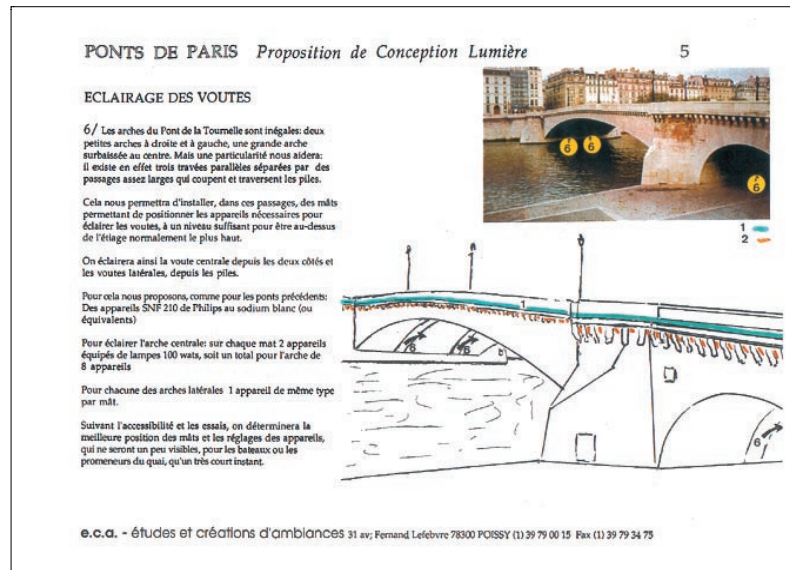 PONTS DE PARIS Proposition de Conception Lumière 5
ECLAIRAGE DES VOUTES
6/ Les arches du Pont de la Tournelle sont inégales: deux
petites arches à droite et à gauche, une grande arche
surbaissée au centre. Mais une particularité nous aidera:
il existe en effet trois travées parallèles séparées par des
passages assez larges qui coupent et traversent les piles.
Cela nous permettra d'installer, dans ces passages, des mâts
permettant de positionner les appareils nécessaires pour
éclairer les voutes, à un niveau suffisant pour être au-dessus
de l'étiage normalement le plus haut.
On éclairera ainsi la voute centrale depuis les deux côtés et
les voutes latérales, depuis les piles.
Pour cela nous proposons, comme pour les ponts précédents:
Des appareils SNF 210 de Philips au sodium blanc (ou
équivalents)
Pour éclairer l'arche centrale: sur chaque mat 2 appareils
équipés de lampes 100 wats, soit un total pour l'arche de
8 appareils
Pour chacune des arches latérales 1 appareil de même type
par mât.
Suivant l'accessibilité et les essais, on déterminera la
meilleure position des mâts et les réglages des appareils,
qui ne seront un peu visibles, pour les bateaux ou les
promeneurs du quai, qu'un très court instant.
6 6
6
1
2
1
6 6
6
e.c.a. - études et créations d'ambiances 31 av; Fernand Lefebvre 78300 POISSY (1) 39 79 00 15 Fax (1) 39 79 34 75